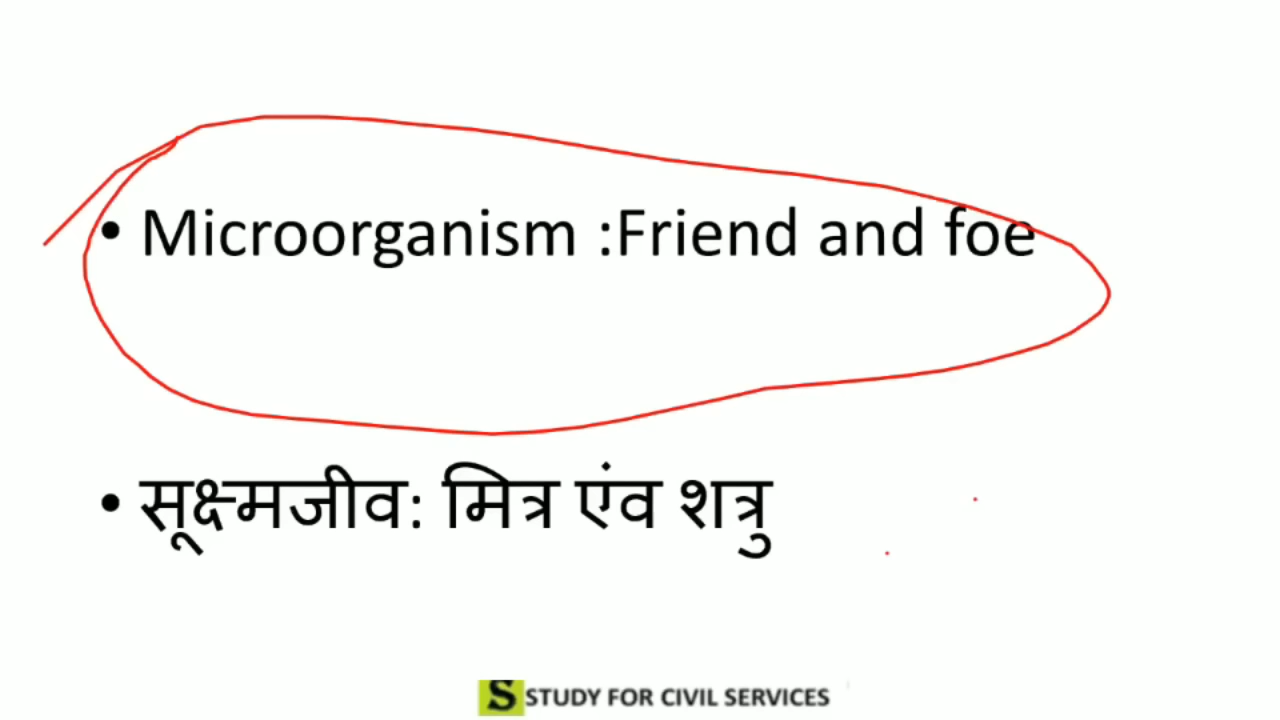 • Microorganism :Friend and foe
• सूक्ष्मजीव: मित्र एंव शत्रु
S STUDY FOR CIVIL SERVICES